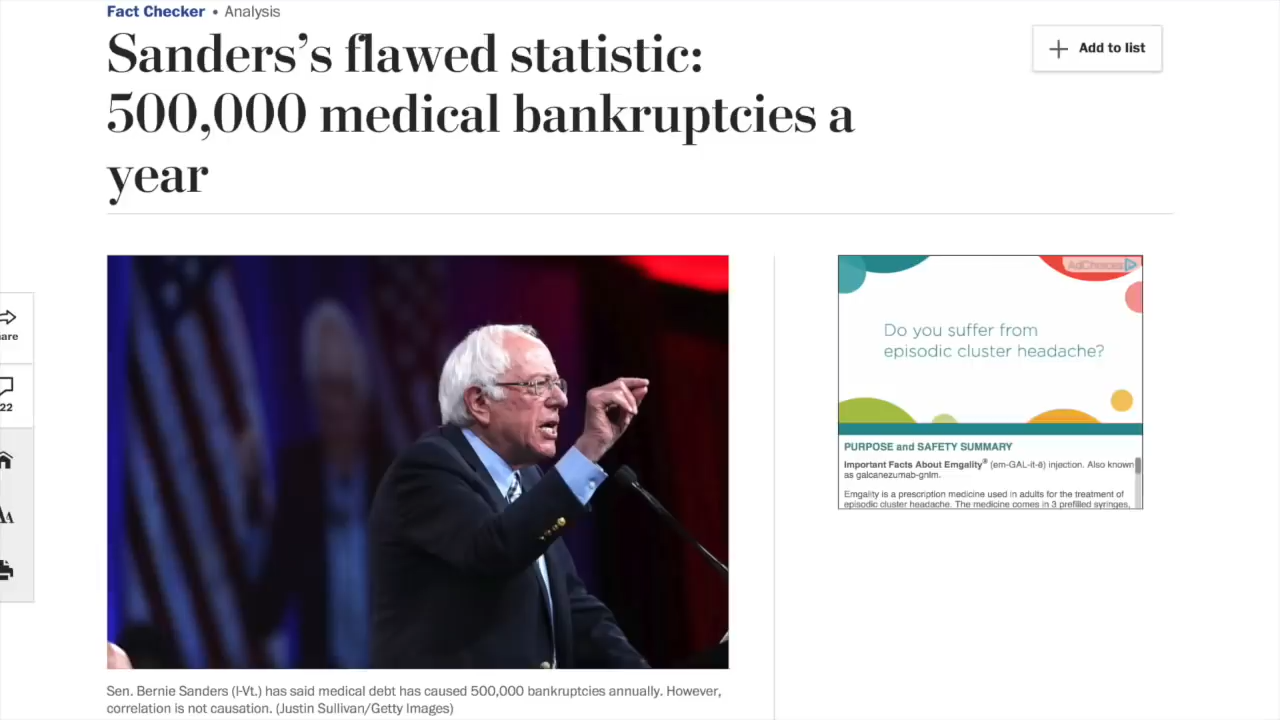 Fact Checker • Analysis
Sanders’s flawed statistic:
500,000 medical bankruptcies a
year
Add to list
are
22
AA
AdChoices
Do you suffer from
episodic cluster headache?
PURPOSE and SAFETY SUMMARY
Important Facts About Emgality® (em-GAL-it-ē) injection. Also known
as galcanezumab-gnlm.
Emgality is a prescription medicine used in adults for the treatment of
episodic cluster headache. The medicine comes in 3 prefilled syringes,
Sen. Bernie Sanders (I-Vt.) has said medical debt has caused 500,000 bankruptcies annually. However,
correlation is not causation. (Justin Sullivan/Getty Images)